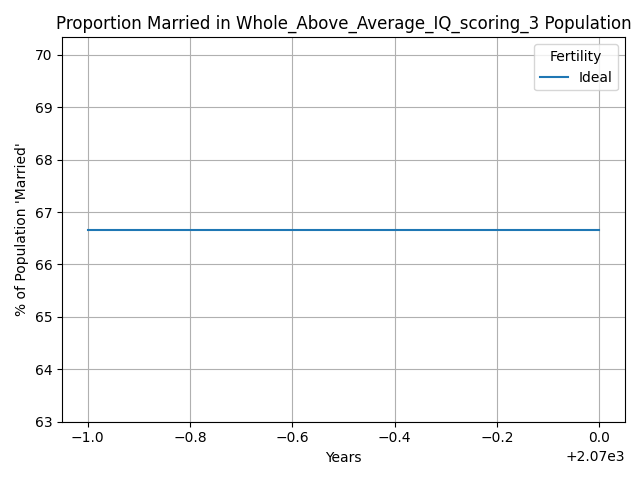 Proportion Married in Whole_Above_Average_IQ_scoring_3 Population
Fertility
Ideal
% of Population 'Married'
70
69
68
67
66
65
64
63
−1.0 −0.8 −0.6 −0.4 −0.2 0.0
+2.07e3
Years